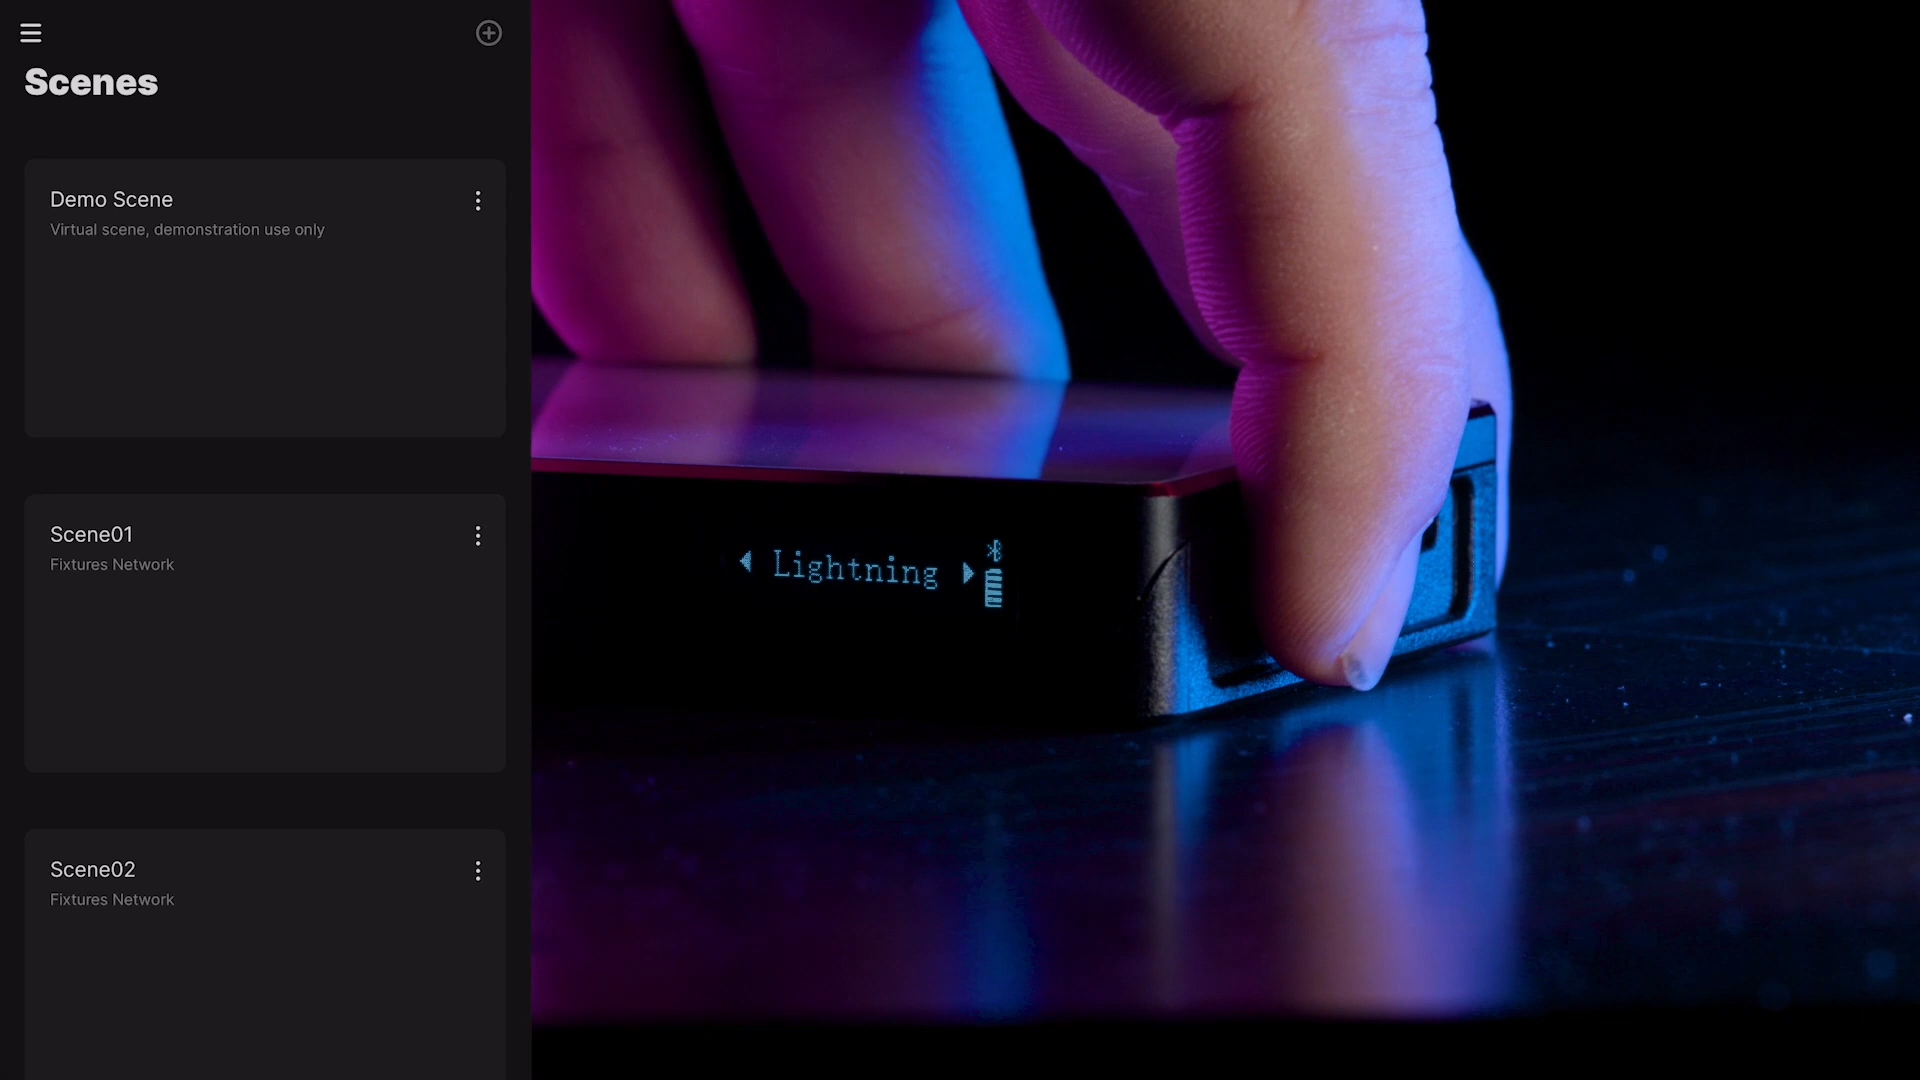 Scenes
Demo Scene
Virtual scene, demonstration use only
Scene01
Fixtures Network
Scene02
Fixtures Network
Lightning